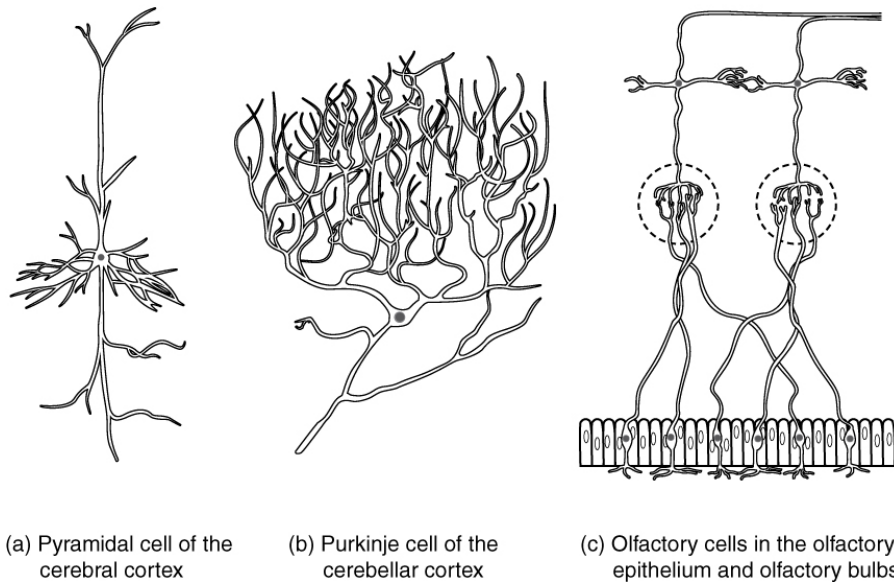 (a) Pyramidal cell of the
cerebral cortex
(b) Purkinje cell of the
cerebellar cortex
(c) Olfactory cells in the olfactory
epithelium and olfactory bulbs